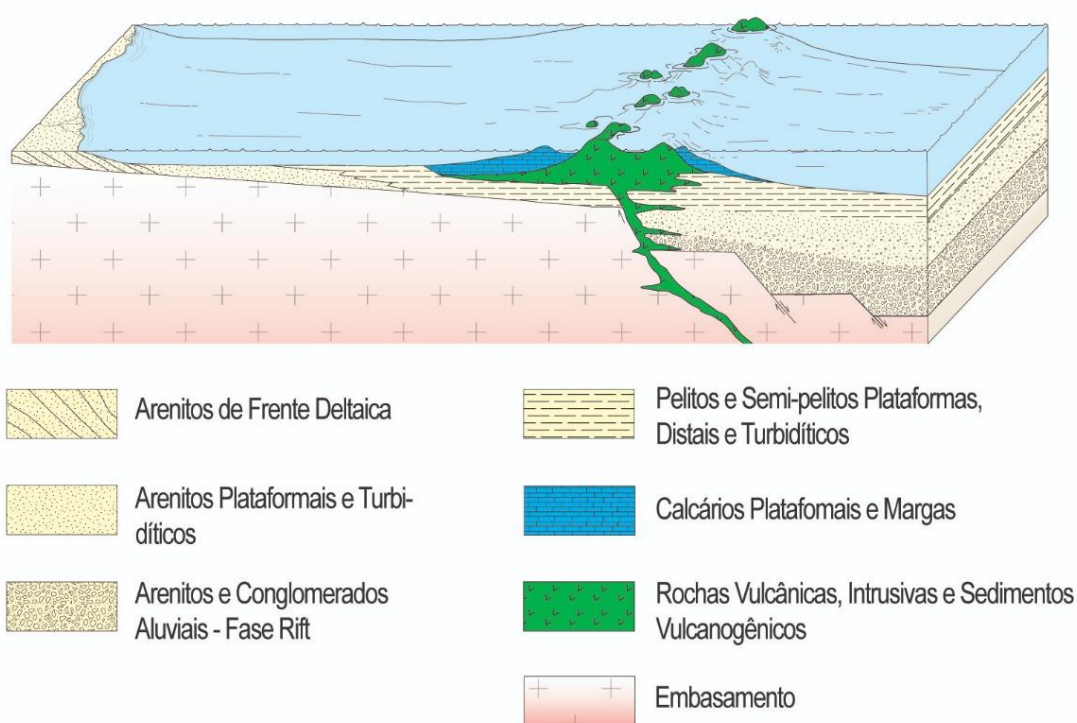 Arenitos de Frente Deltaica
Arenitos Plataformais e Turbi-
díticos
Arenitos e Conglomerados
Aluviais - Fase Rift
Pelitos e Semi-pelitos Plataformas,
Distais e Turbidíticos
Calcários Platafomais e Margas
Rochas Vulcânicas, Intrusivas e Sedimentos
Vulcanogênicos
Embasamento